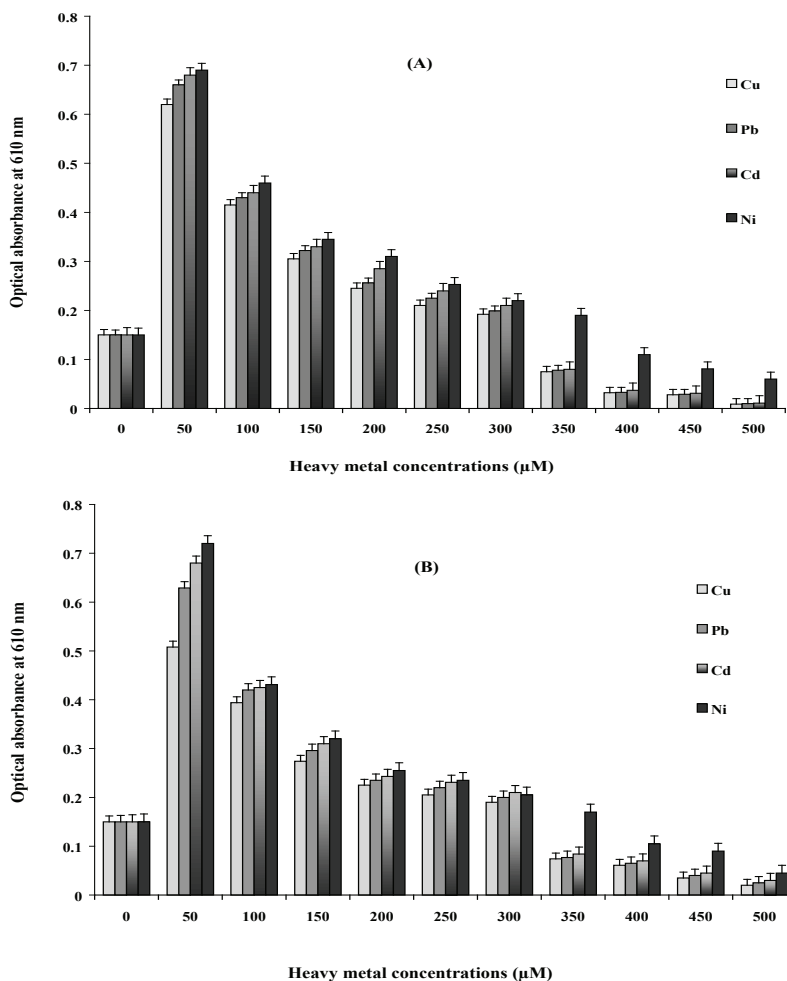 0.8
0.7
0.6
0.5
0.4
0.3
0.2
0.1
0
Optical absorbance at 610 nm
(A)
Cu
Pb
Cd
Ni
0 50 100 150 200 250 300 350 400 450 500
Heavy metal concentrations (µM)
0.8
0.7
0.6
0.5
0.4
0.3
0.2
0.1
0
Optical absorbance at 610 nm
(B)
Cu
Pb
Cd
Ni
0 50 100 150 200 250 300 350 400 450 500
Heavy metal concentrations (µM)